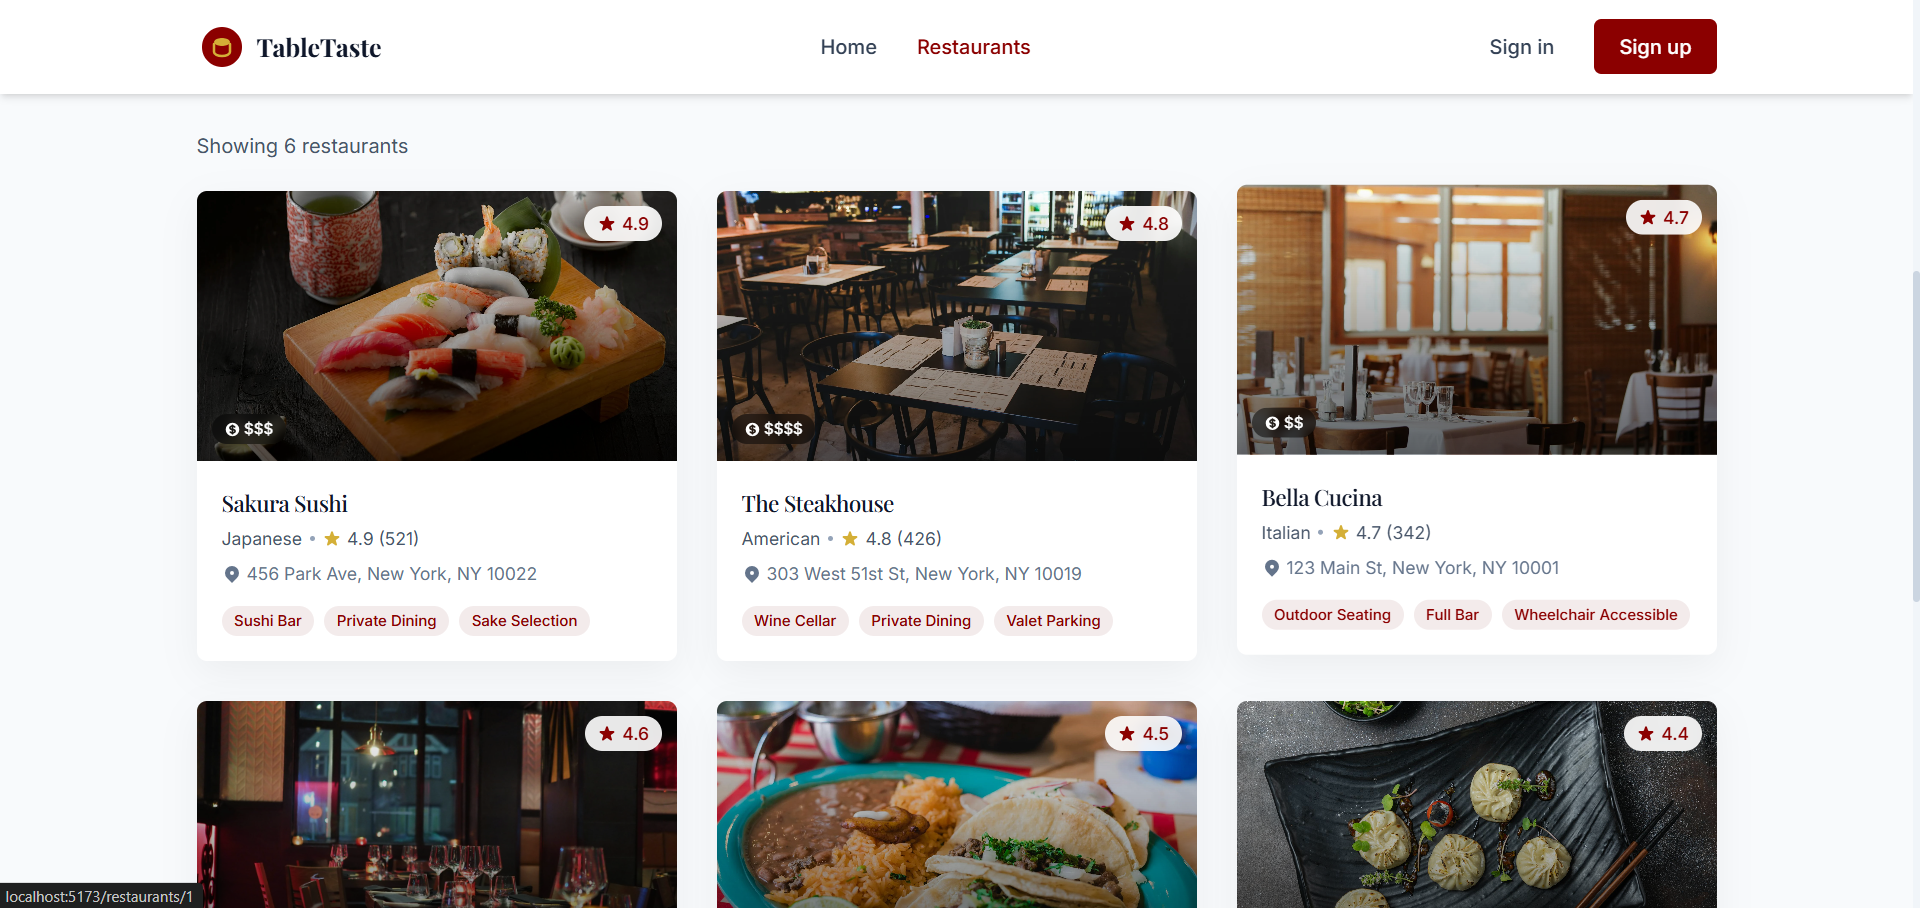 TableTaste
Home
Restaurants
Sign in
Sign up
Showing 6 restaurants
4.9
$$$
Sakura Sushi
Japanese • 4.9 (521)
456 Park Ave, New York, NY 10022
Sushi Bar
Private Dining
Sake Selection
4.8
$$$$
The Steakhouse
American • 4.8 (426)
303 West 51st St, New York, NY 10019
Wine Cellar
Private Dining
Valet Parking
4.7
$$
Bella Cucina
Italian • 4.7 (342)
123 Main St, New York, NY 10001
Outdoor Seating
Full Bar
Wheelchair Accessible
4.6
4.5
4.4
localhost:5173/restaurants/1